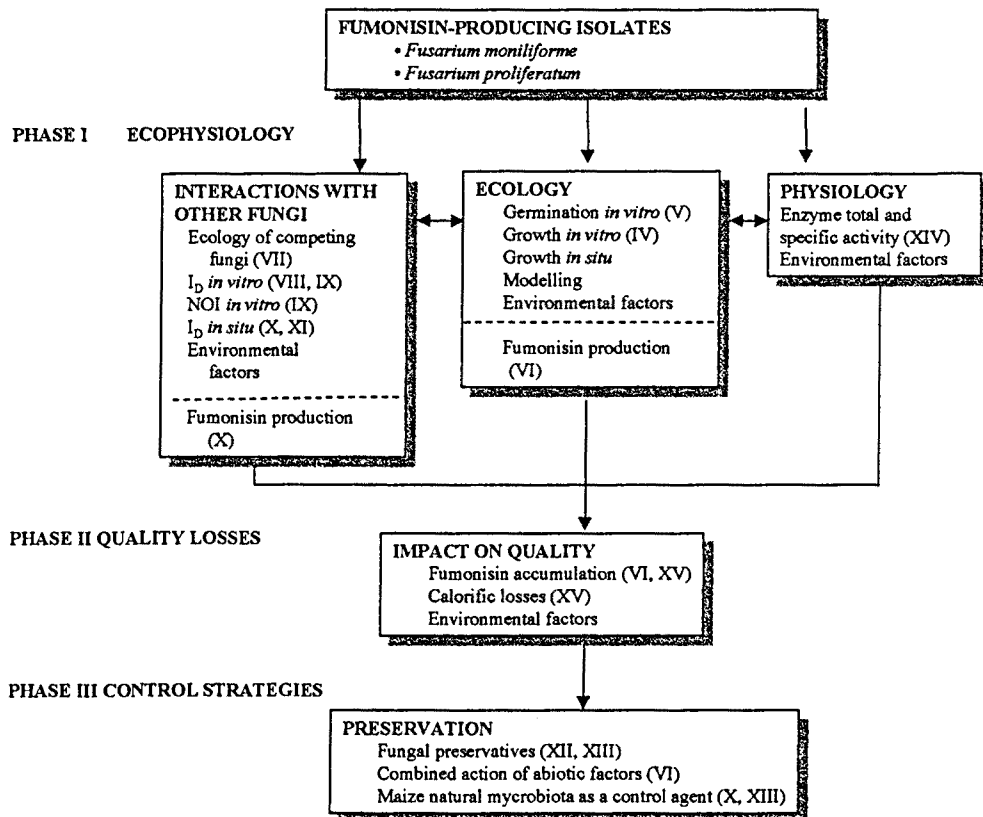 FUMONISIN-PRODUCING ISOLATES
• Fusarium moniliforme
• Fusarium proliferatum
PHASE I ECOPHYSIOLOGY
INTERACTIONS WITH
OTHER FUNGI
Ecology of competing
fungi (VII)
I_D in vitro (VIII, IX)
NOI in vitro (IX)
I_D in situ (X, XI)
Environmental
factors
Fumonisin production
(X)
ECOLOGY
Germination in vitro (V)
Growth in vitro (IV)
Growth in situ
Modelling
Environmental factors
Fumonisin production
(VI)
PHYSIOLOGY
Enzyme total and
specific activity (XIV)
Environmental factors
PHASE II QUALITY LOSSES
IMPACT ON QUALITY
Fumonisin accumulation (VI, XV)
Calorific losses (XV)
Environmental factors
PHASE III CONTROL STRATEGIES
PRESERVATION
Fungal preservatives (XII, XIII)
Combined action of abiotic factors (VI)
Maize natural mycrobiota as a control agent (X, XIII)